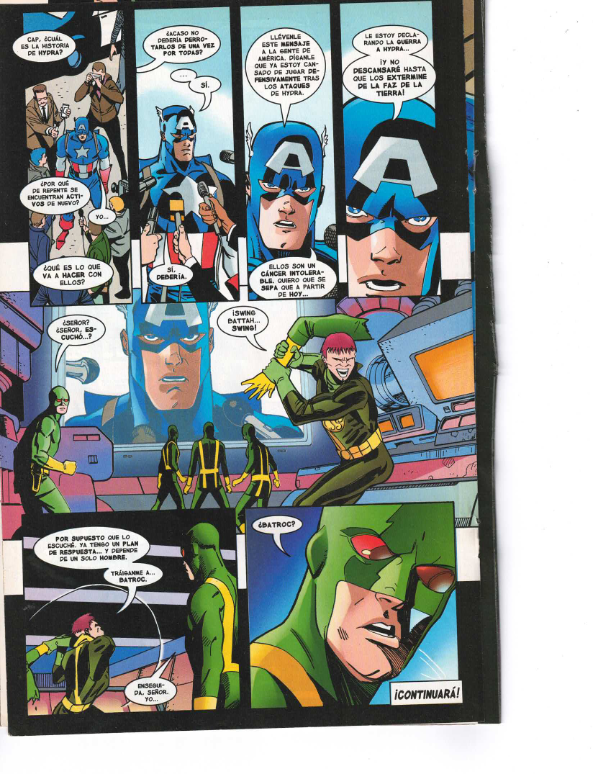 CAP, ¿CUÁL
ES LA HISTORIA
DE HYDRA?
¿POR QUÉ
DE REPENTE SE
ENCUENTRAN ACTI-
VOS DE NUEVO?
YO...
¿QUÉ ES LO QUE
VA A HACER CON
ELLOS?
¿ACASO NO
DEBERÍA DERRO-
TARLOS DE UNA VEZ
POR TODAS?
...
SÍ.
SÍ.
DEBERÍA.
LLÉVENLE
ESTE MENSAJE
A LA GENTE DE
AMÉRICA. DÍGANLE
QUE YA ESTOY CAN-
SADO DE JUGAR DE-
FENSIVAMENTE TRAS
LOS ATAQUES
DE HYDRA.
ELLOS SON UN
CÁNCER INTOLERA-
BLE. QUIERO QUE SE
SEPA QUE A PARTIR
DE HOY...
LE ESTOY DECLA-
RANDO LA GUERRA
A HYDRA...
¡Y NO
DESCANSARÉ HASTA
QUE LOS EXTERMINE
DE LA FAZ DE LA
TIERRA!
¿SEÑOR?
¿SEÑOR, ES-
CUCHÓ...?
¡SWING
BATTAH...
SWING!
POR SUPUESTO QUE LO
ESCUCHÉ. YA TENGO UN PLAN
DE RESPUESTA... Y DEPENDE
DE UN SOLO HOMBRE.
TRÁIGANME A...
BATROC.
ENSEGUI-
DA, SEÑOR.
YO...
¿BATROC?
¡CONTINUARÁ!